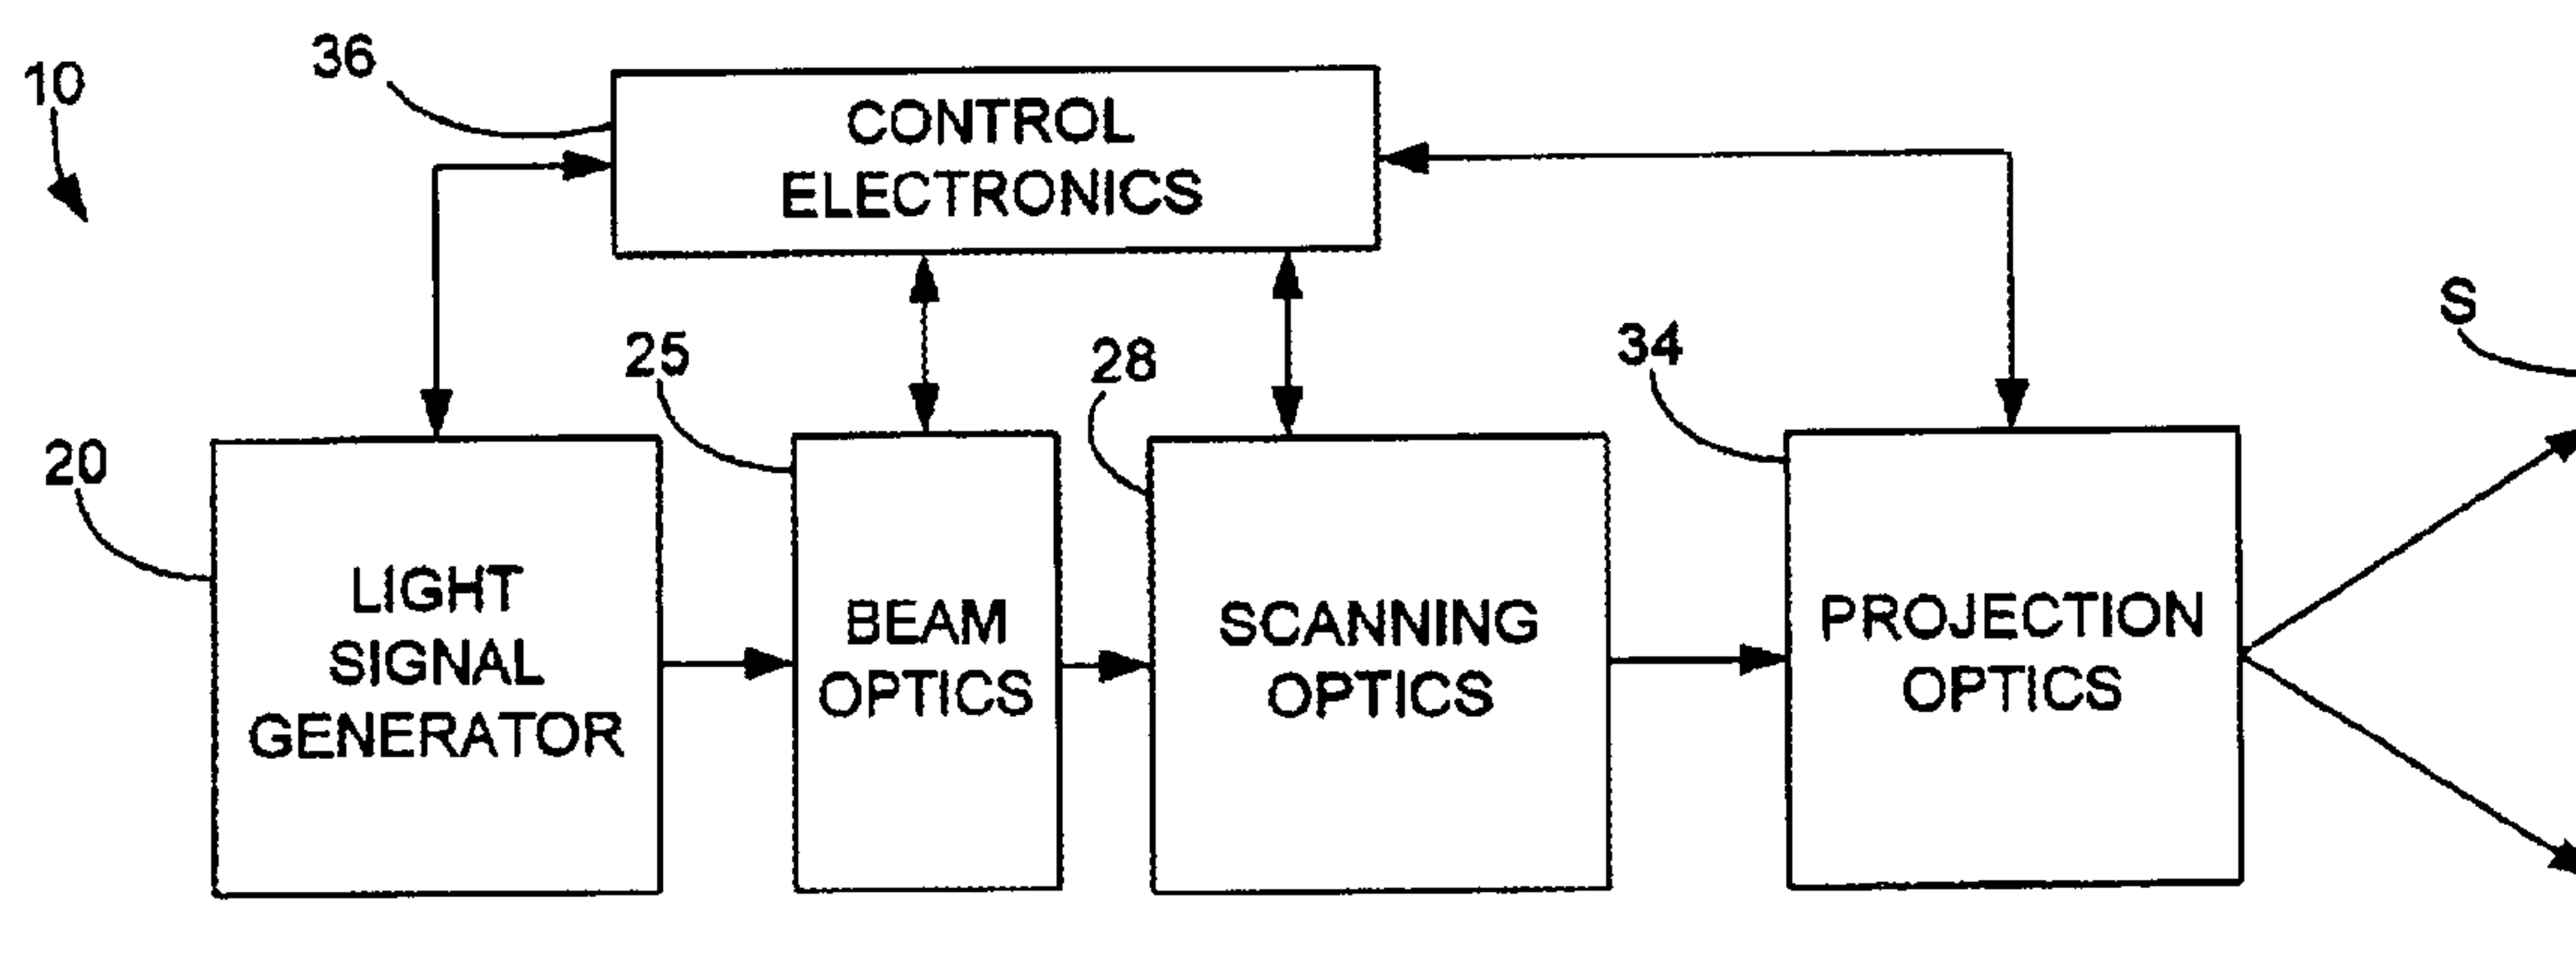 10
36
CONTROL
ELECTRONICS
S
25
28
34
20
LIGHT
SIGNAL
GENERATOR
BEAM
OPTICS
SCANNING
OPTICS
PROJECTION
OPTICS